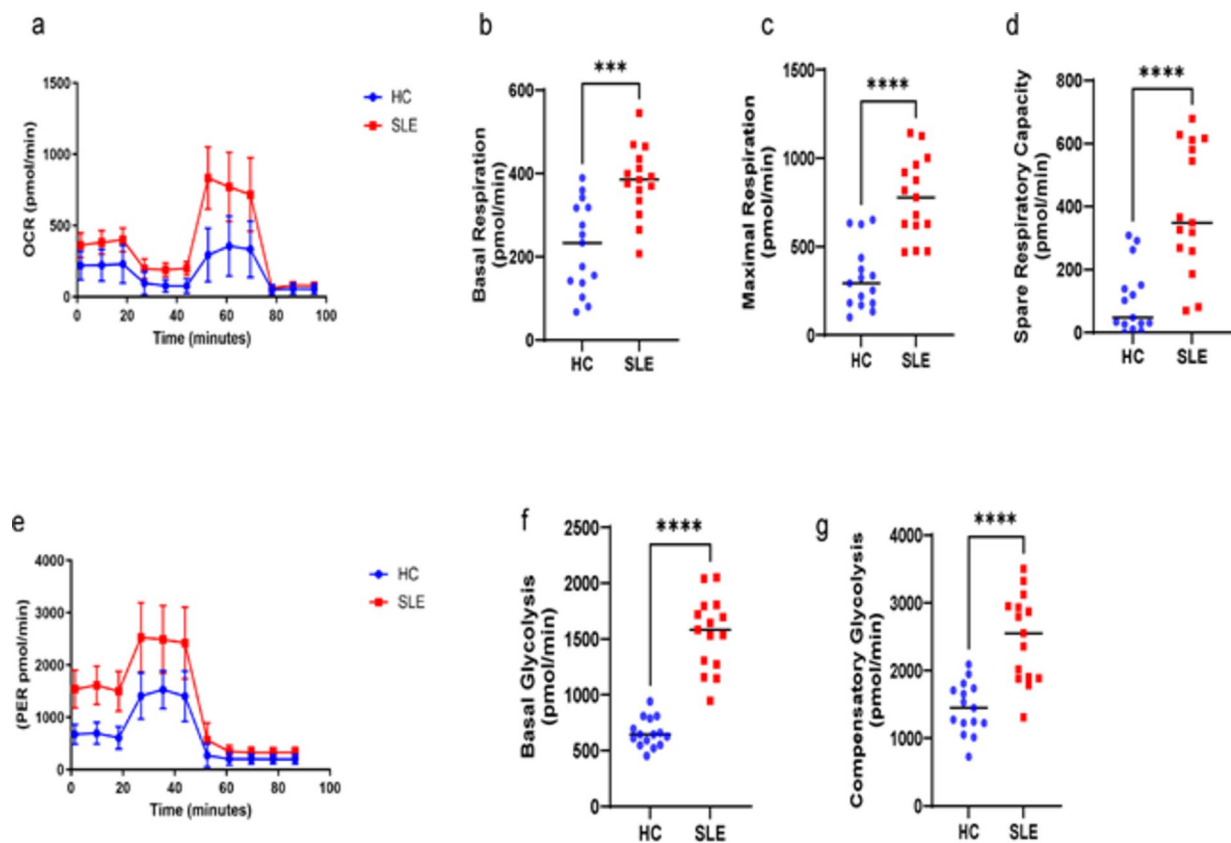 a
OCR (pmol/min)
1500
1000
500
0
0 20 40 60 80 100
Time (minutes)
HC
SLE
b
Basal Respiration
(pmol/min)
600
400
200
0
***
HC SLE
c
Maximal Respiration
(pmol/min)
1500
1000
500
0
****
HC SLE
d
Spare Respiratory Capacity
(pmol/min)
800
600
400
200
0
****
HC SLE
e
(PER pmol/min)
4000
3000
2000
1000
0
0 20 40 60 80 100
Time (minutes)
HC
SLE
f
Basal Glycolysis
(pmol/min)
2500
2000
1500
1000
500
0
****
HC SLE
g
Compensatory Glycolysis
(pmol/min)
4000
3000
2000
1000
0
****
HC SLE